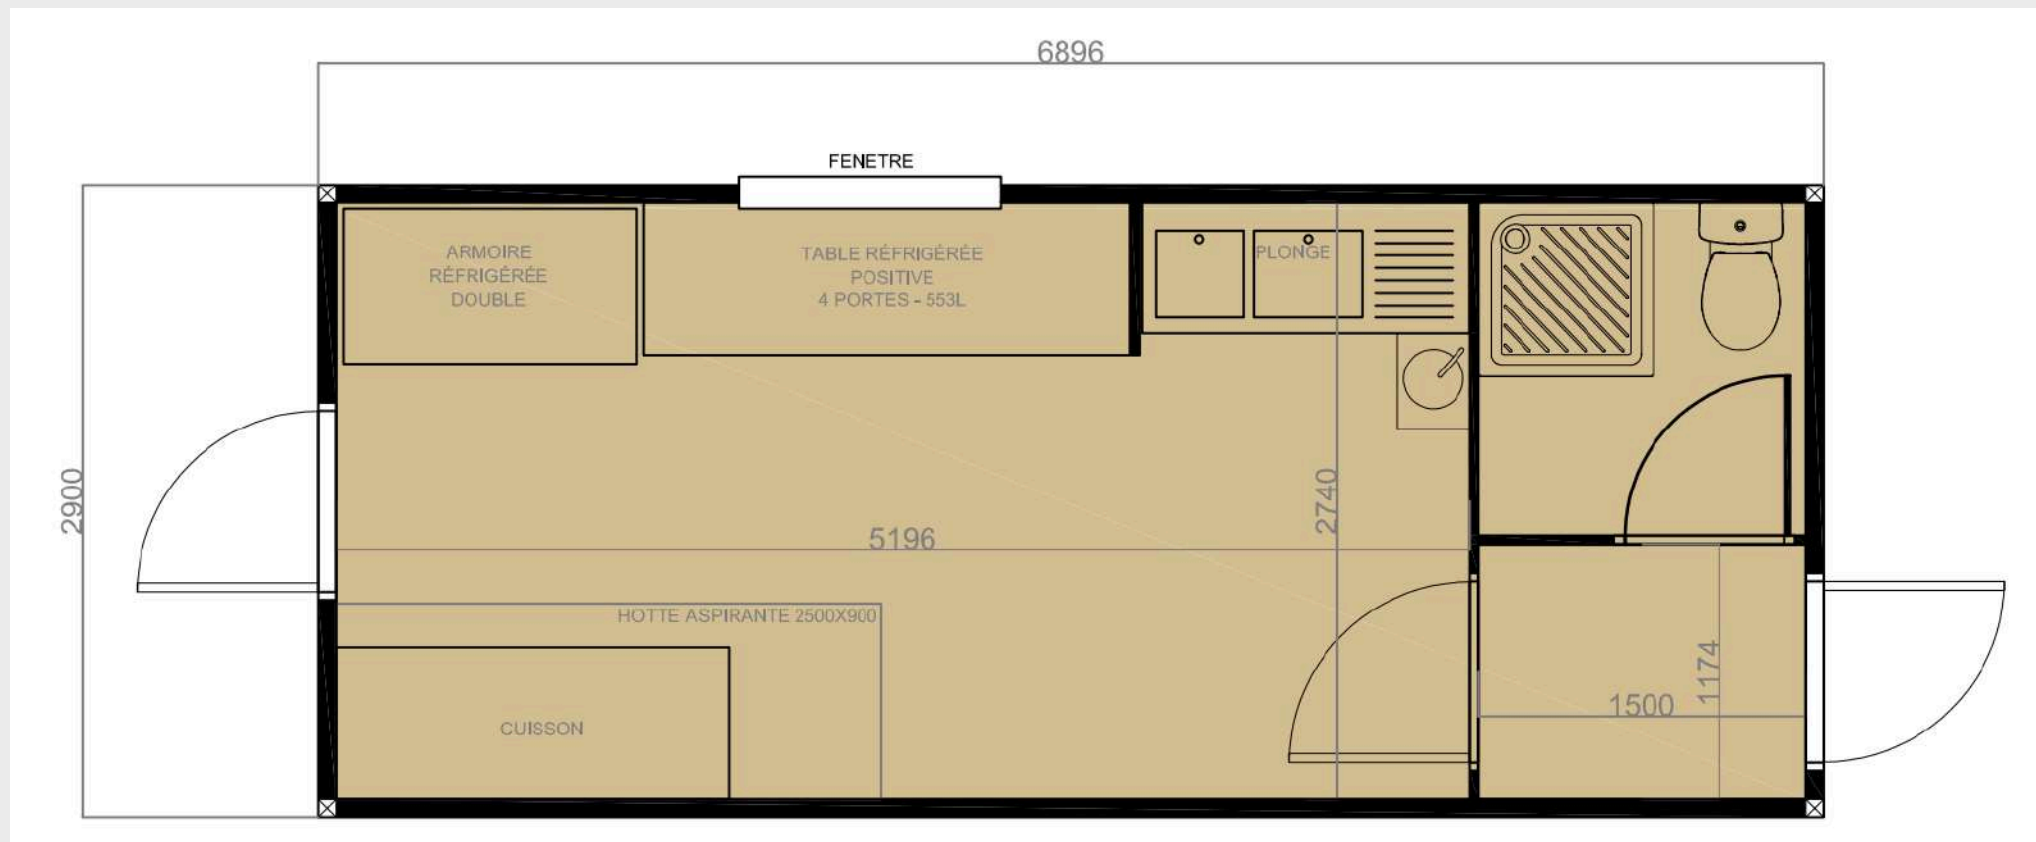 6896
FENETRE
ARMOIRE
RÉFRIGÉRÉE
DOUBLE
TABLE RÉFRIGÉRÉE
POSITIVE
4 PORTES - 553L
PLONGE
2900
5196
2740
HOTTE ASPIRANTE 2500X900
CUISSON
1500
1174